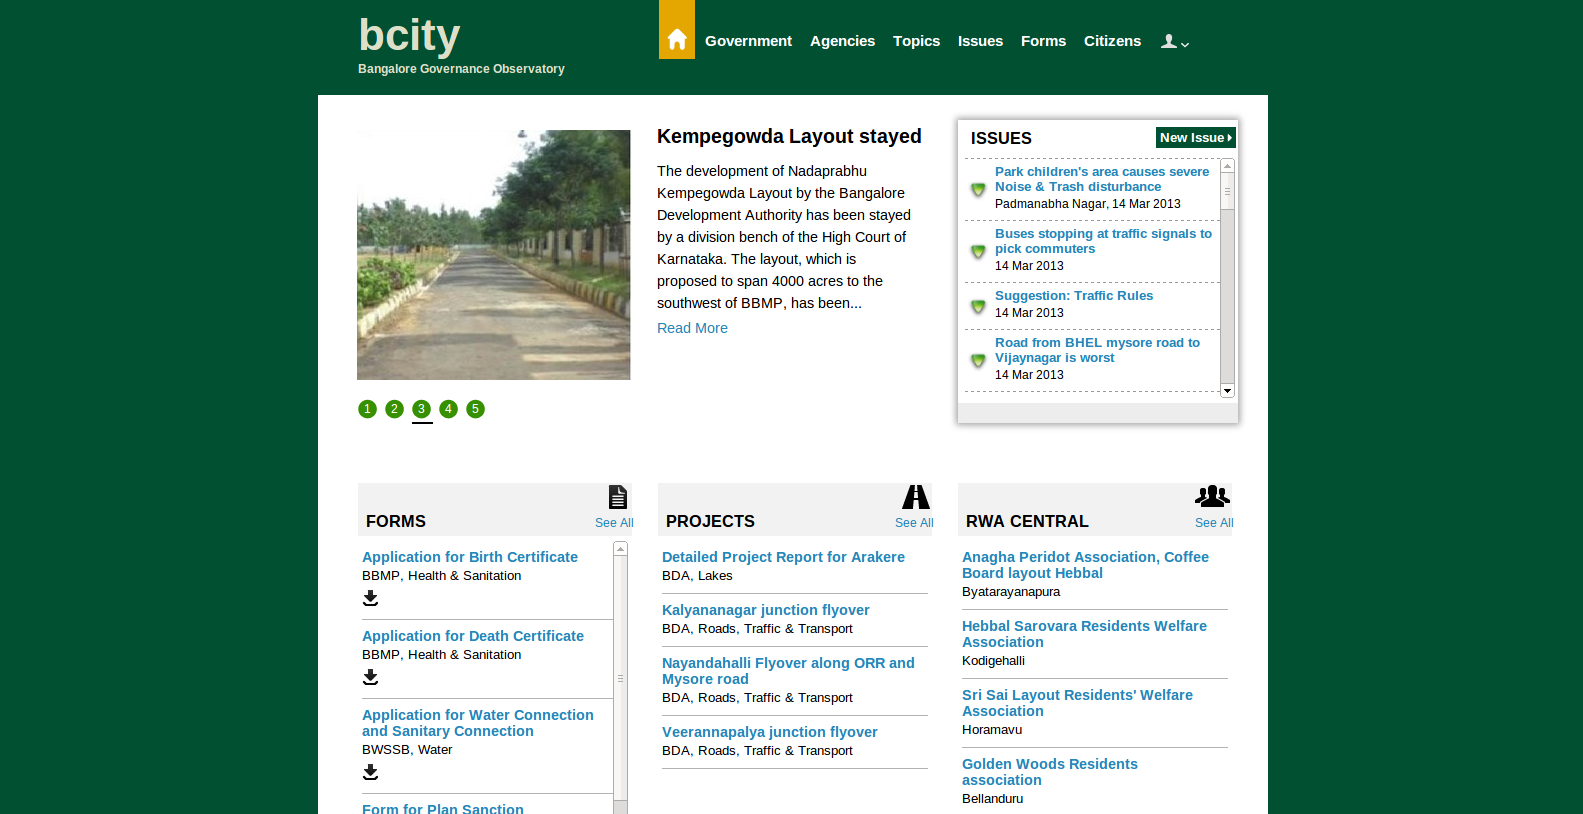 bcity
Bangalore Governance Observatory
Government Agencies Topics Issues Forms Citizens
Kempegowda Layout stayed
The development of Nadaprabhu
Kempegowda Layout by the Bangalore
Development Authority has been stayed
by a division bench of the High Court of
Karnataka. The layout, which is
proposed to span 4000 acres to the
southwest of BBMP, has been...
Read More
1 2 3 4 5
ISSUES
New Issue
Park children's area causes severe
Noise & Trash disturbance
Padmanabha Nagar, 14 Mar 2013
Buses stopping at traffic signals to
pick commuters
14 Mar 2013
Suggestion: Traffic Rules
14 Mar 2013
Road from BHEL mysore road to
Vijaynagar is worst
14 Mar 2013
FORMS
See All
Application for Birth Certificate
BBMP, Health & Sanitation
Application for Death Certificate
BBMP, Health & Sanitation
Application for Water Connection
and Sanitary Connection
BWSSB, Water
Form for Plan Sanction
PROJECTS
See All
Detailed Project Report for Arakere
BDA, Lakes
Kalyananagar junction flyover
BDA, Roads, Traffic & Transport
Nayandahalli Flyover along ORR and
Mysore road
BDA, Roads, Traffic & Transport
Veerannapalya junction flyover
BDA, Roads, Traffic & Transport
RWA CENTRAL
See All
Anagha Peridot Association, Coffee
Board layout Hebbal
Byatarayanapura
Hebbal Sarovara Residents Welfare
Association
Kodigehalli
Sri Sai Layout Residents' Welfare
Association
Horamavu
Golden Woods Residents
association
Bellanduru